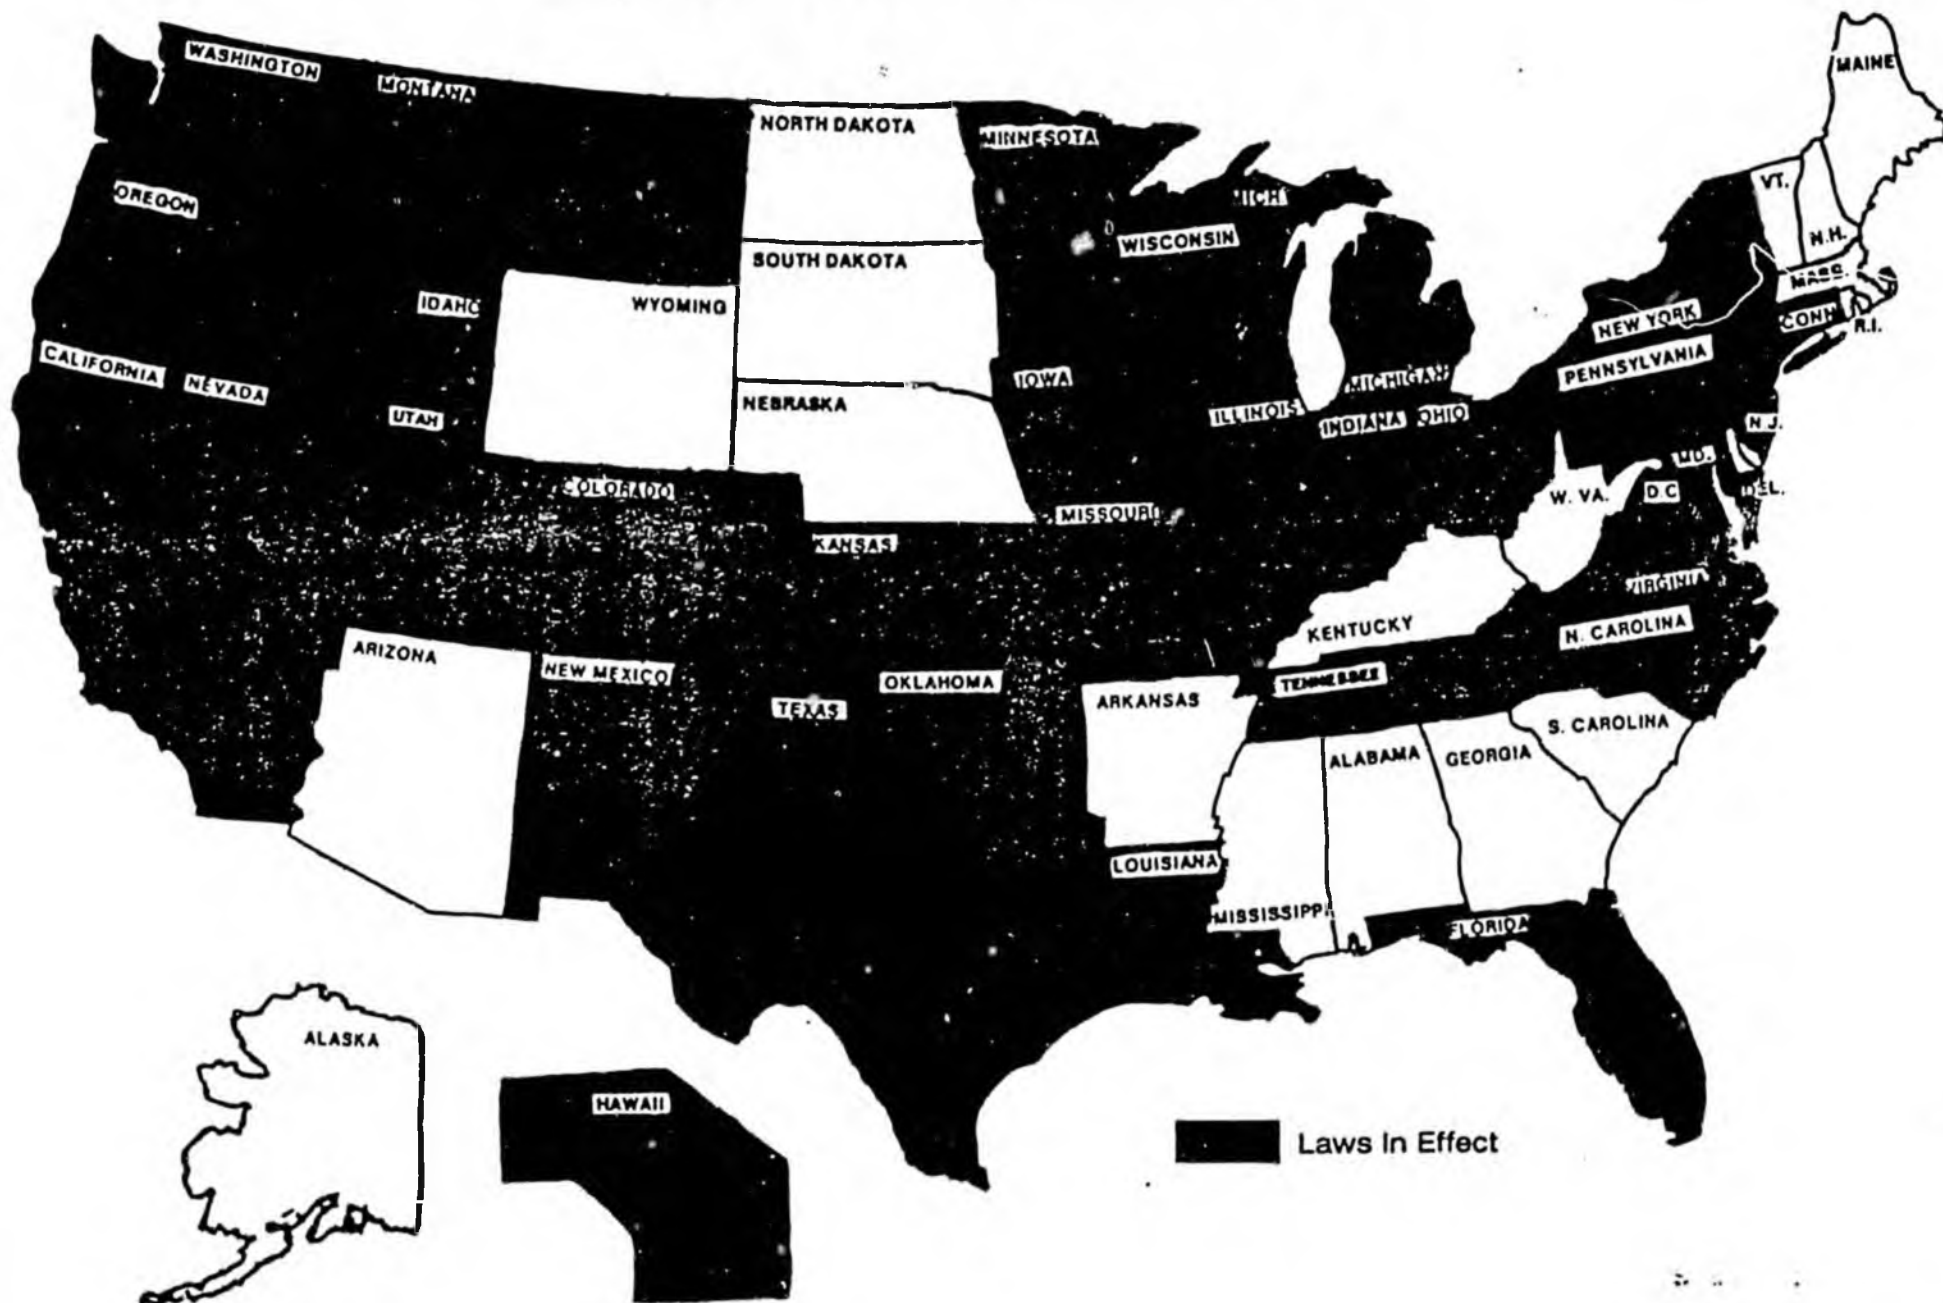 WASHINGTON
MONTANA
MAINE
NORTH DAKOTA
MINNESOTA
VT.
OREGON
MICH
WISCONSIN
N.H.
SOUTH DAKOTA
MASS.
IDAHO
WYOMING
NEW YORK
CONN
R.I.
CALIFORNIA
NEVADA
PENNSYLVANIA
IOWA
MICHIGAN
NEBRASKA
UTAH
ILLINOIS
INDIANA
OHIO
N.J.
MD.
COLORADO
W. VA.
D.C
DEL.
MISSOURI
KANSAS
VIRGINIA
KENTUCKY
N. CAROLINA
ARIZONA
NEW MEXICO
OKLAHOMA
TENNESSEE
TEXAS
ARKANSAS
S. CAROLINA
ALABAMA
GEORGIA
LOUISIANA
MISSISSIPPI
FLORIDA
ALASKA
HAWAII
Laws In Effect